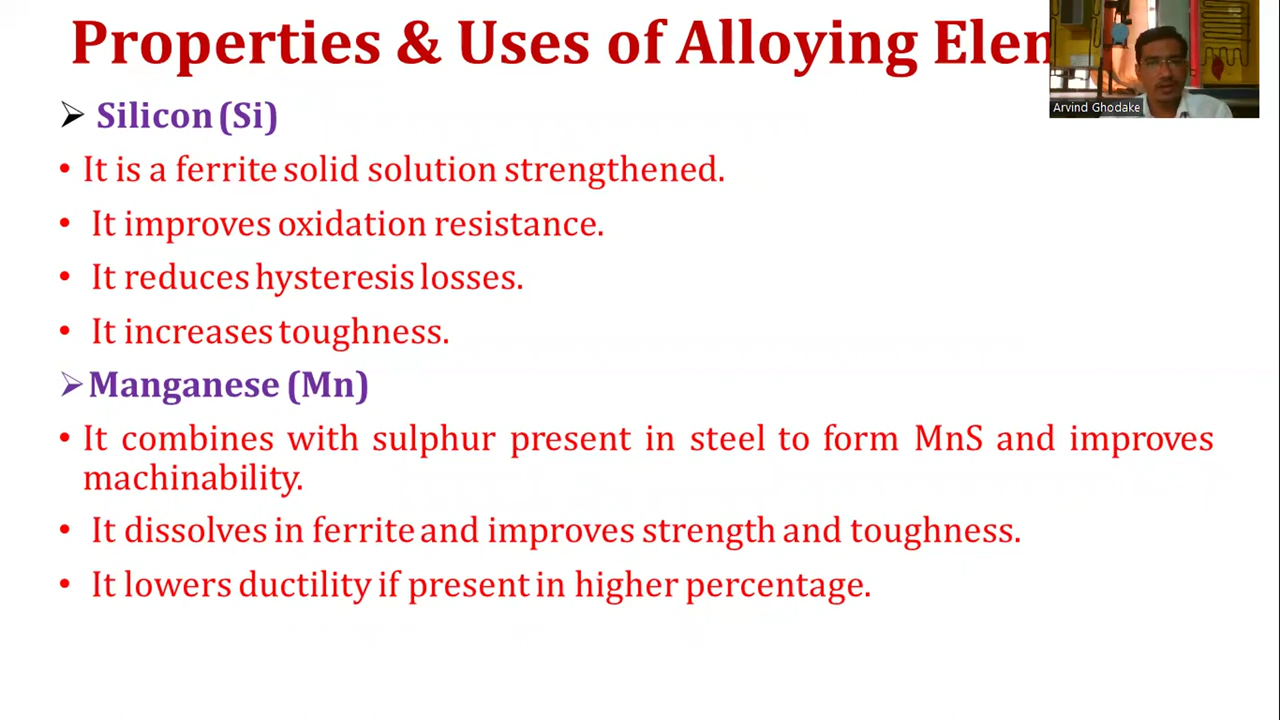 Properties & Uses of Alloying Elem
Arvind Ghodake
➢ Silicon (Si)
• It is a ferrite solid solution strengthened.
• It improves oxidation resistance.
• It reduces hysteresis losses.
• It increases toughness.
➢ Manganese (Mn)
• It combines with sulphur present in steel to form MnS and improves
machinability.
• It dissolves in ferrite and improves strength and toughness.
• It lowers ductility if present in higher percentage.